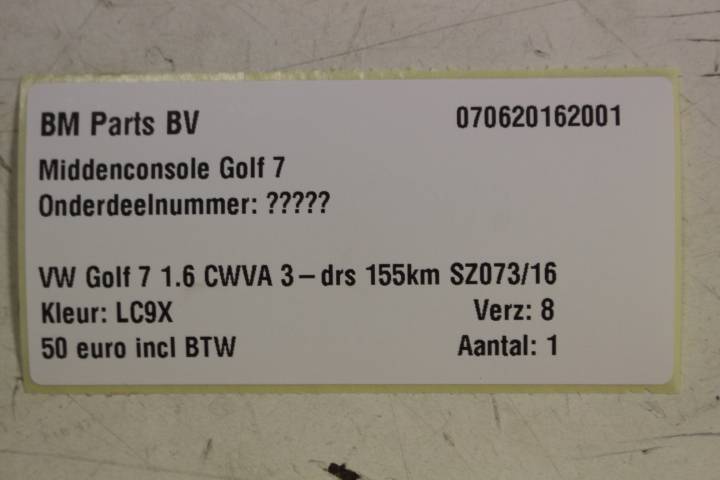 BM Parts BV 070620162001
Middenconsole Golf 7
Onderdeelnummer: ?????
VW Golf 7 1.6 CWVA 3-drs 155km SZ073/16
Kleur: LC9X Verz: 8
50 euro incl BTW Aantal: 1